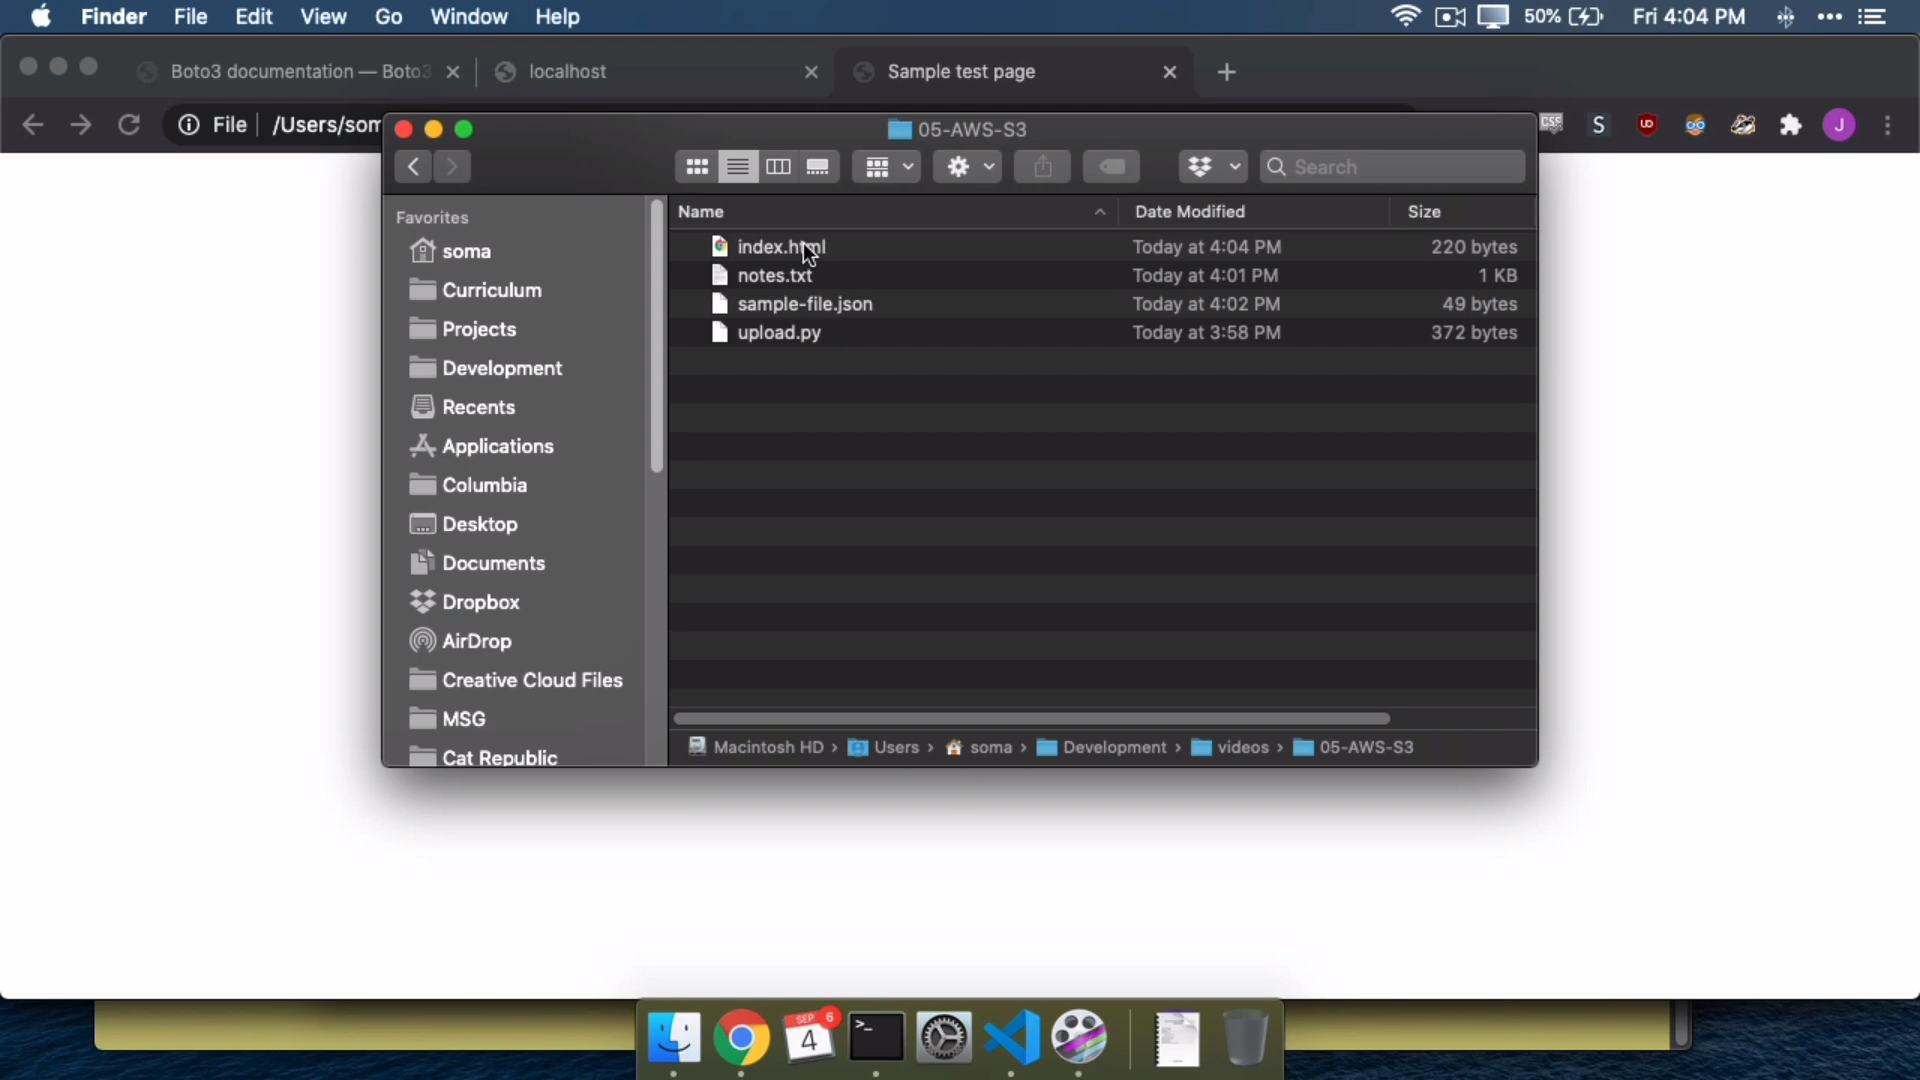 Finder File Edit View Go Window Help 50% Fri 4:04 PM
Boto3 documentation — Boto3 localhost Sample test page
File /Users/som
05-AWS-S3
Search
CSS S UD J
Favorites
soma
Curriculum
Projects
Development
Recents
Applications
Columbia
Desktop
Documents
Dropbox
AirDrop
Creative Cloud Files
MSG
Cat Republic
Name Date Modified Size
index.html Today at 4:04 PM 220 bytes
notes.txt Today at 4:01 PM 1 KB
sample-file.json Today at 4:02 PM 49 bytes
upload.py Today at 3:58 PM 372 bytes
Macintosh HD › Users › soma › Development › videos › 05-AWS-S3
SEP 6
4